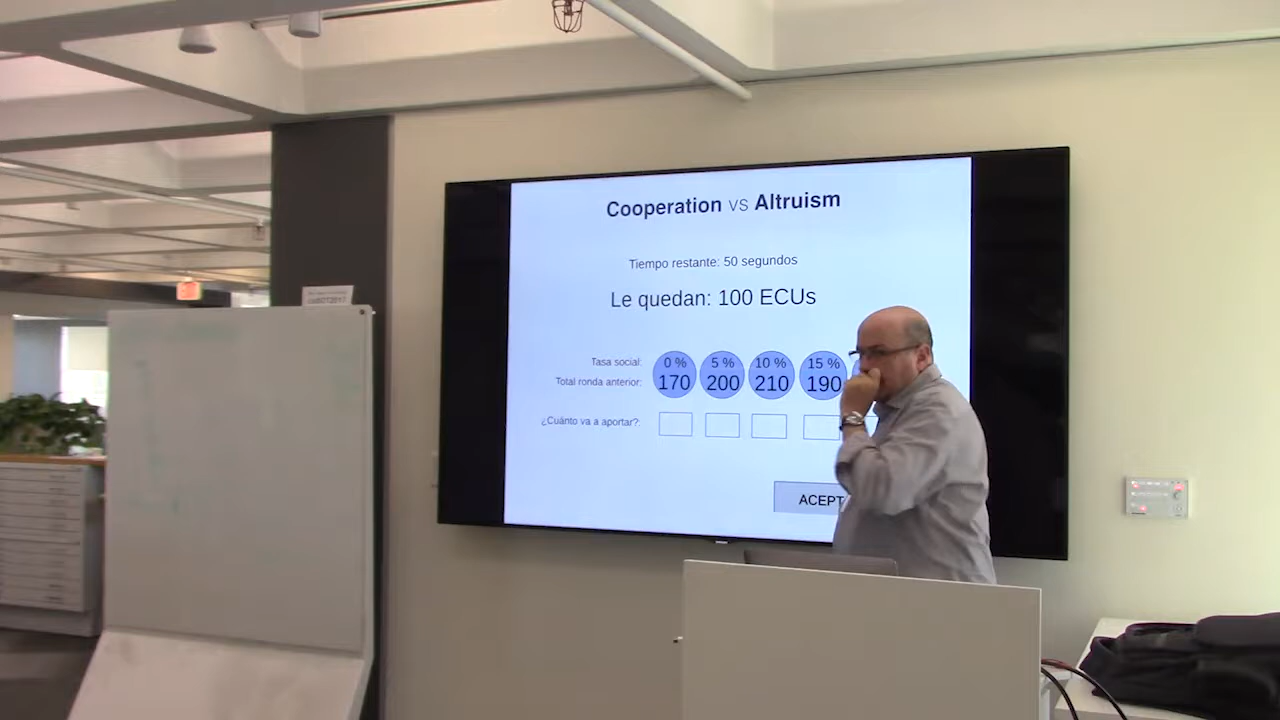 Cooperation vs Altruism
Tiempo restante: 50 segundos
Le quedan: 100 ECUs
Tasa social: 0 % 5 % 10 % 15 %
Total ronda anterior: 170 200 210 190
¿Cuánto va a aportar?:
ACEPT